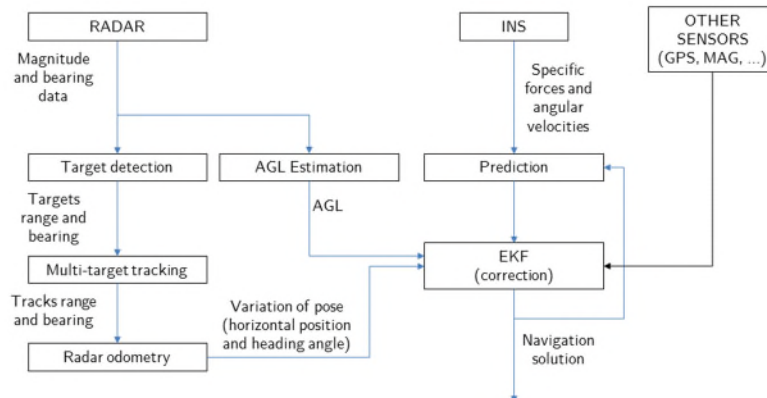 RADAR
Magnitude
and bearing
data
INS
Specific
forces and
angular
velocities
OTHER
SENSORS
(GPS, MAG, ...)
Target detection
AGL Estimation
Prediction
Targets
range and
bearing
AGL
Multi-target tracking
EKF
(correction)
Tracks range
and bearing
Variation of pose
(horizontal position
and heading angle)
Radar odometry
Navigation
solution